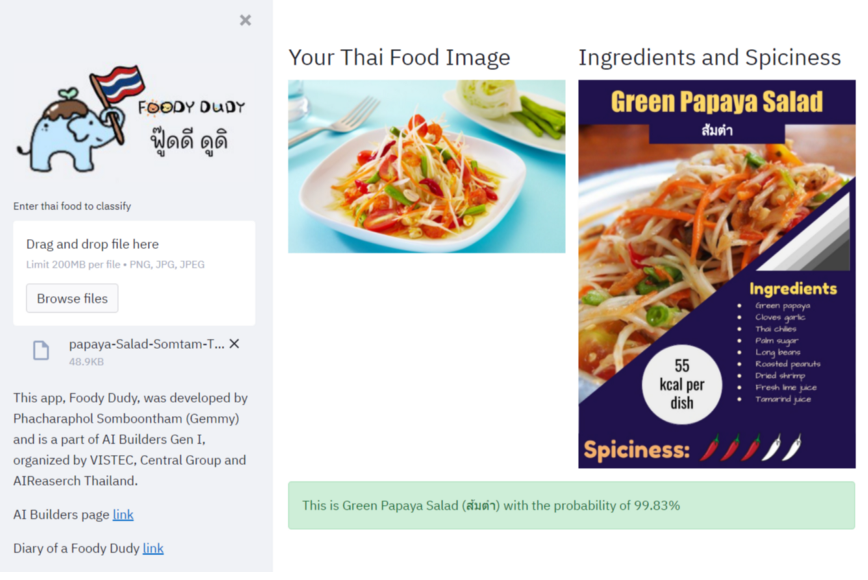 ×
FOODY DUDY
ฟู๊ดดี ดูดิ
Enter thai food to classify
Drag and drop file here
Limit 200MB per file • PNG, JPG, JPEG
Browse files
papaya-Salad-Somtam-T... ×
48.9KB
This app, Foody Dudy, was developed by
Phacharaphol Somboontham (Gemmy)
and is a part of AI Builders Gen I,
organized by VISTEC, Central Group and
AIReaserch Thailand.
AI Builders page link
Diary of a Foody Dudy link
Your Thai Food Image
Ingredients and Spiciness
Green Papaya Salad
ส้มตำ
Ingredients
• Green papaya
• Cloves garlic
• Thai chilies
• Palm sugar
• Long beans
• Roasted peanuts
• Dried shrimp
• Fresh lime juice
• Tamarind juice
55
kcal per
dish
Spiciness:
This is Green Papaya Salad (ส้มตำ) with the probability of 99.83%